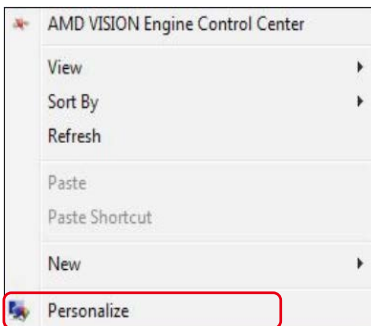 AMD VISION Engine Control Center
View
Sort By
Refresh
Paste
Paste Shortcut
New
Personalize